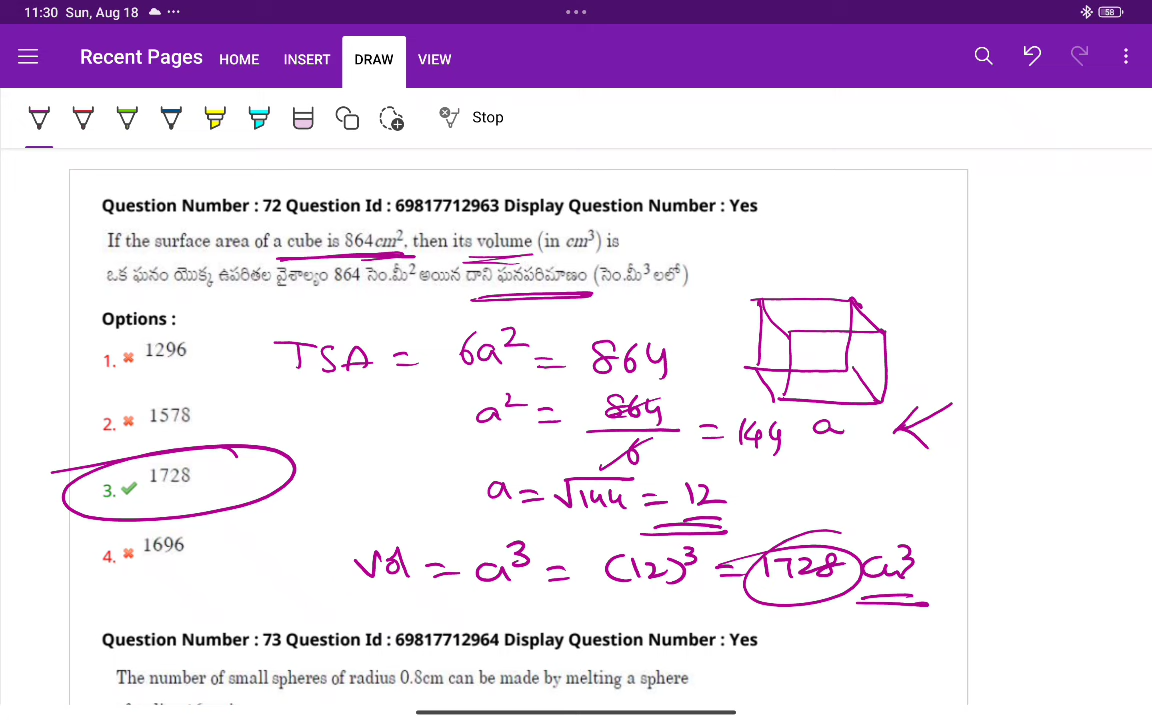 11:30 Sun, Aug 18
58
Recent Pages HOME INSERT DRAW VIEW
Stop
Question Number : 72 Question Id : 69817712963 Display Question Number : Yes
If the surface area of a cube is 864cm², then its volume (in cm³) is
ఒక ఘనం యొక్క ఉపరితల వైశాల్యం 864 సెం.మీ² అయిన దాని ఘనపరిమాణం (సెం.మీ³ లలో)
Options :
1. 1296
TSA = 6a² = 864
2. 1578
a² = 864/6 = 144
a
3. 1728
a = √144 = 12
4. 1696
Vol = a³ = (12)³ = 1728 cm³
Question Number : 73 Question Id : 69817712964 Display Question Number : Yes
The number of small spheres of radius 0.8cm can be made by melting a sphere